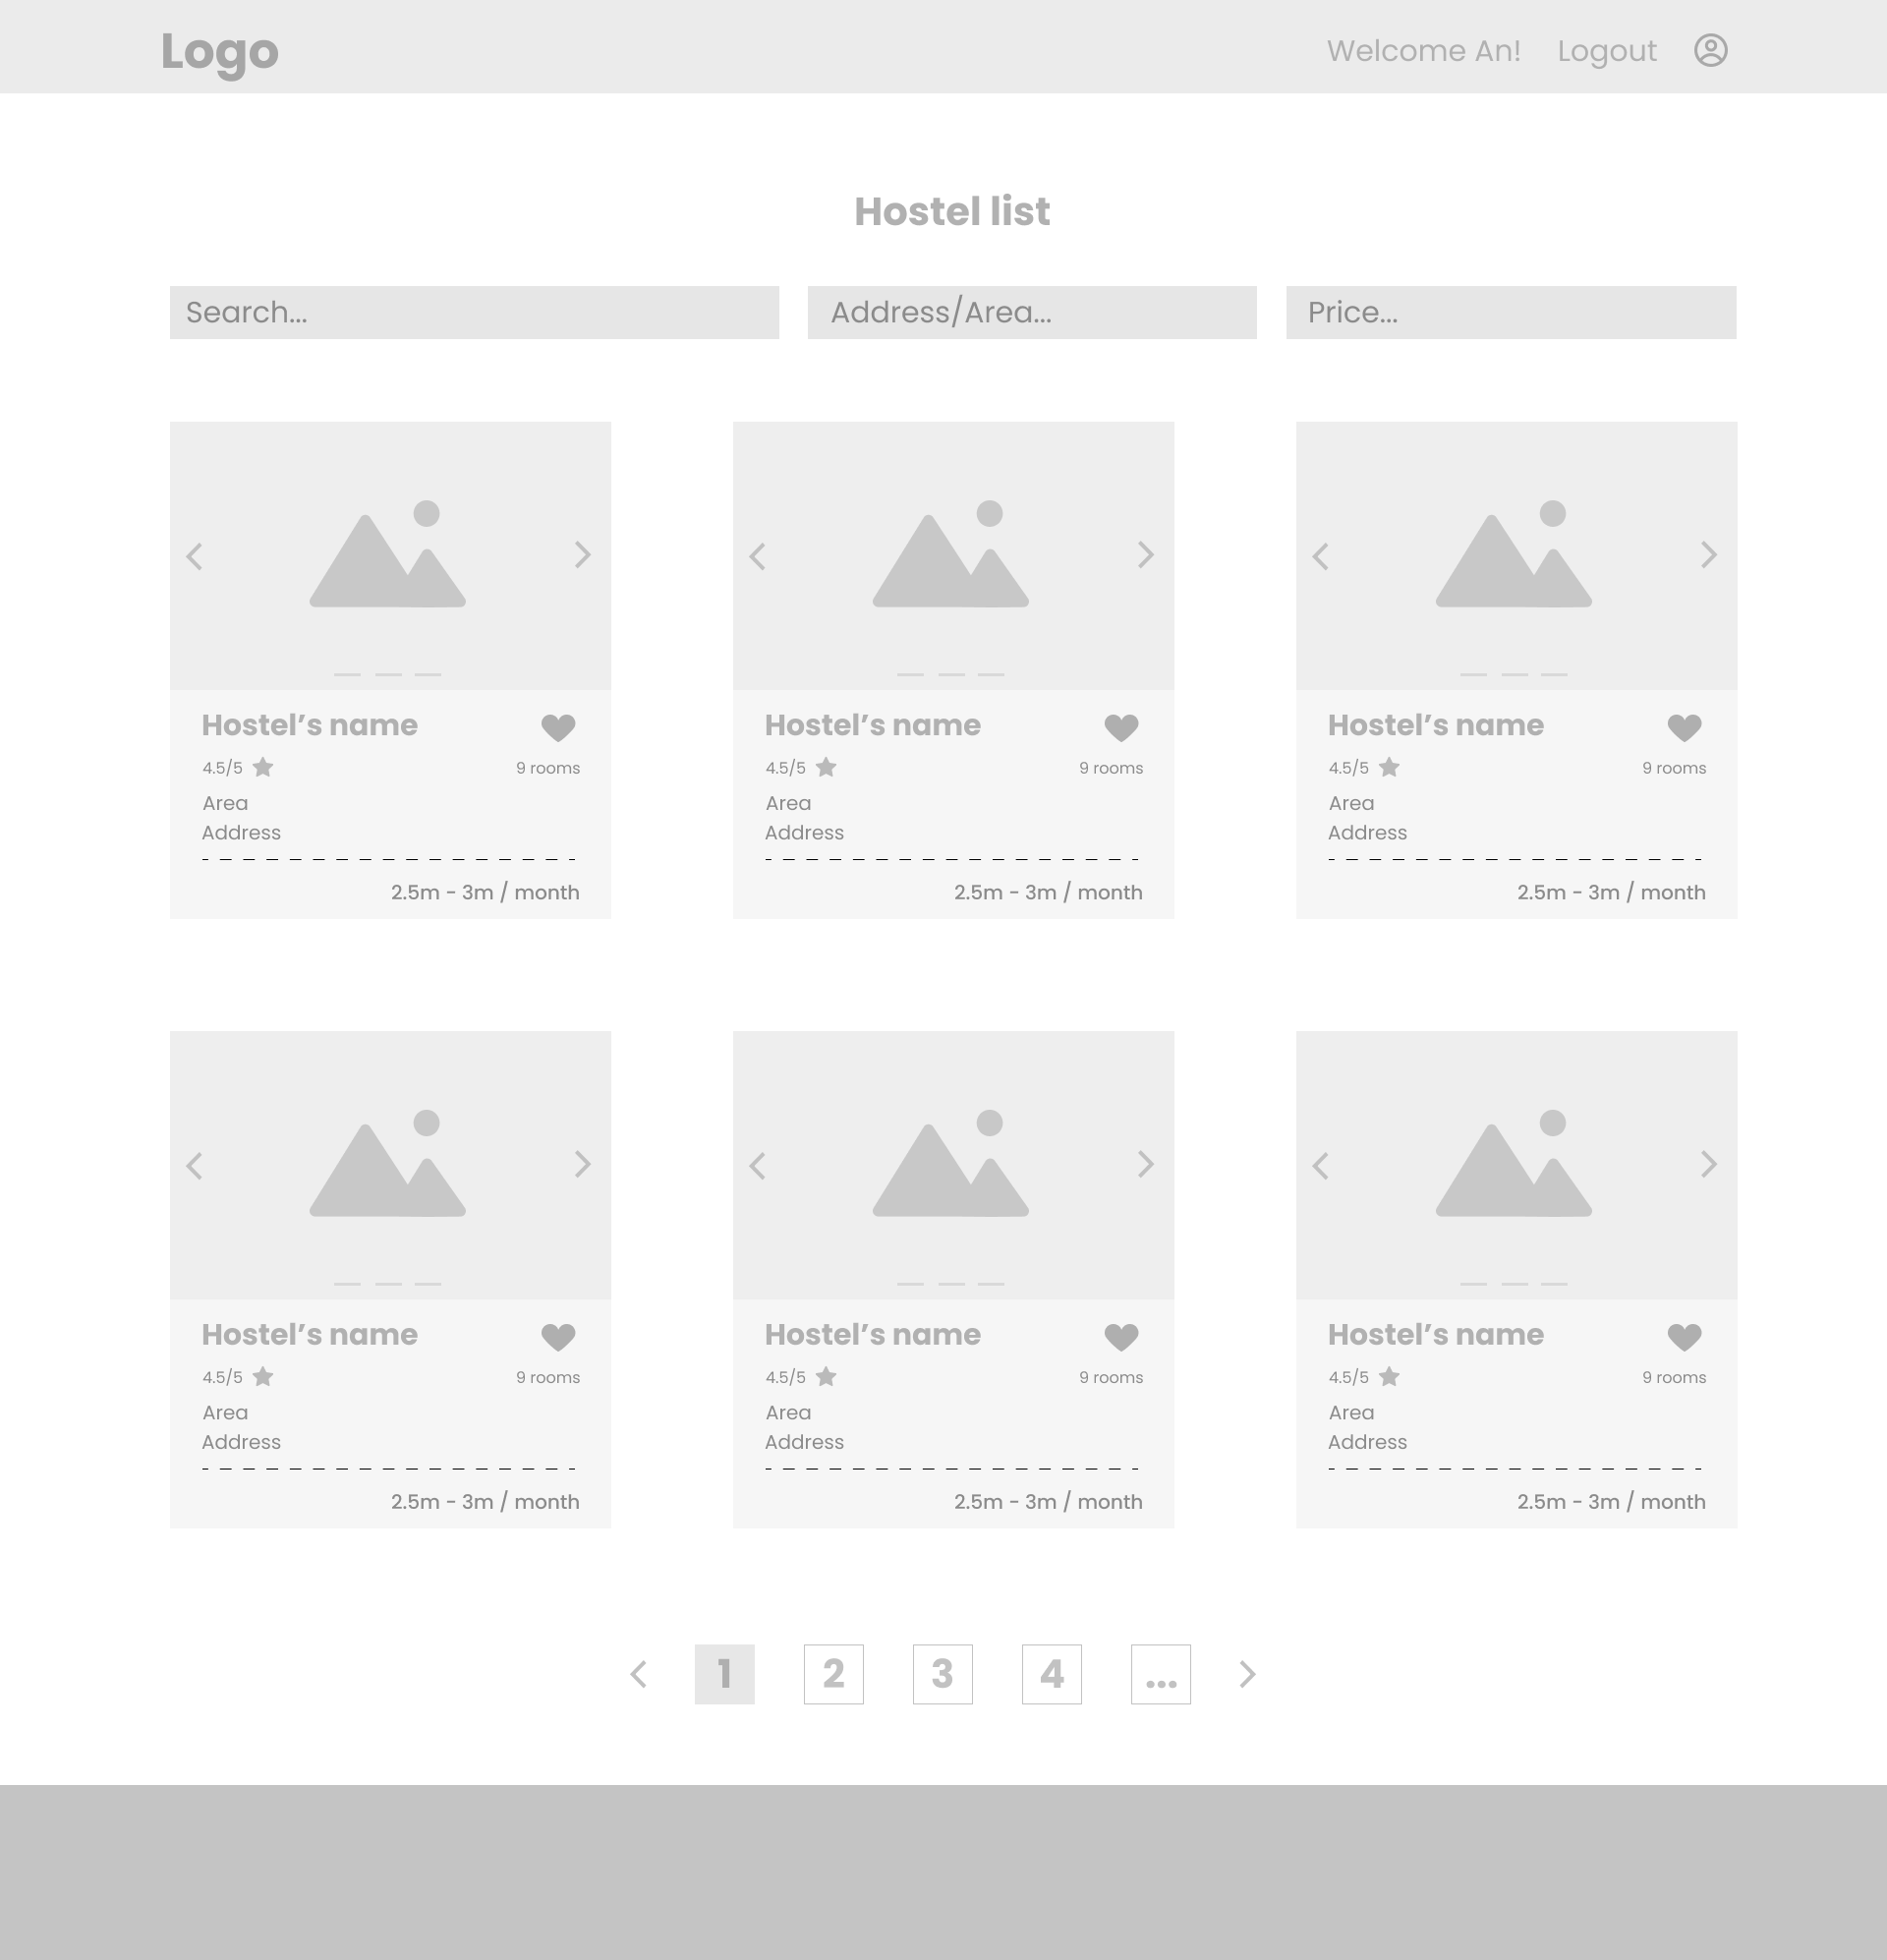 Logo
Welcome An! Logout
Hostel list
Search... Address/Area... Price...
Hostel’s name Hostel’s name Hostel’s name
4.5/5 9 rooms 4.5/5 9 rooms 4.5/5 9 rooms
Area Area Area
Address Address Address
2.5m - 3m / month 2.5m - 3m / month 2.5m - 3m / month
Hostel’s name Hostel’s name Hostel’s name
4.5/5 9 rooms 4.5/5 9 rooms 4.5/5 9 rooms
Area Area Area
Address Address Address
2.5m - 3m / month 2.5m - 3m / month 2.5m - 3m / month
1 2 3 4 ...